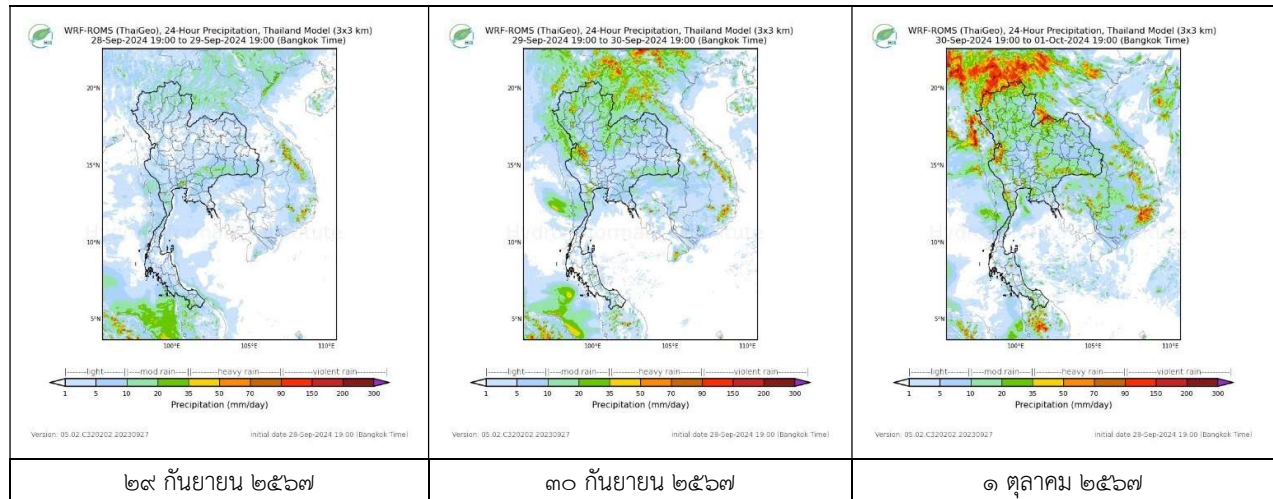 WRF-ROMS (ThaiGeo), 24-Hour Precipitation, Thailand Model (3x3 km)
28-Sep-2024 19:00 to 29-Sep-2024 19:00 (Bangkok Time)
20°N
15°N
10°N
5°N
100°E
105°E
110°E
|--------light-------||----mod rain----||--------heavy rain--------||--------violent rain--------|
1 5 10 20 35 50 70 90 150 200 300
Precipitation (mm/day)
Version: 05.02.C320202.20230927
initial date 28-Sep-2024 19:00 (Bangkok Time)
๒๙ กันยายน ๒๕๖๗
WRF-ROMS (ThaiGeo), 24-Hour Precipitation, Thailand Model (3x3 km)
29-Sep-2024 19:00 to 30-Sep-2024 19:00 (Bangkok Time)
20°N
15°N
10°N
5°N
100°E
105°E
110°E
|--------light-------||----mod rain----||--------heavy rain--------||--------violent rain--------|
1 5 10 20 35 50 70 90 150 200 300
Precipitation (mm/day)
Version: 05.02.C320202.20230927
initial date 28-Sep-2024 19:00 (Bangkok Time)
๓๐ กันยายน ๒๕๖๗
WRF-ROMS (ThaiGeo), 24-Hour Precipitation, Thailand Model (3x3 km)
30-Sep-2024 19:00 to 01-Oct-2024 19:00 (Bangkok Time)
20°N
15°N
10°N
5°N
100°E
105°E
110°E
|--------light-------||----mod rain----||--------heavy rain--------||--------violent rain--------|
1 5 10 20 35 50 70 90 150 200 300
Precipitation (mm/day)
Version: 05.02.C320202.20230927
initial date 28-Sep-2024 19:00 (Bangkok Time)
๑ ตุลาคม ๒๕๖๗